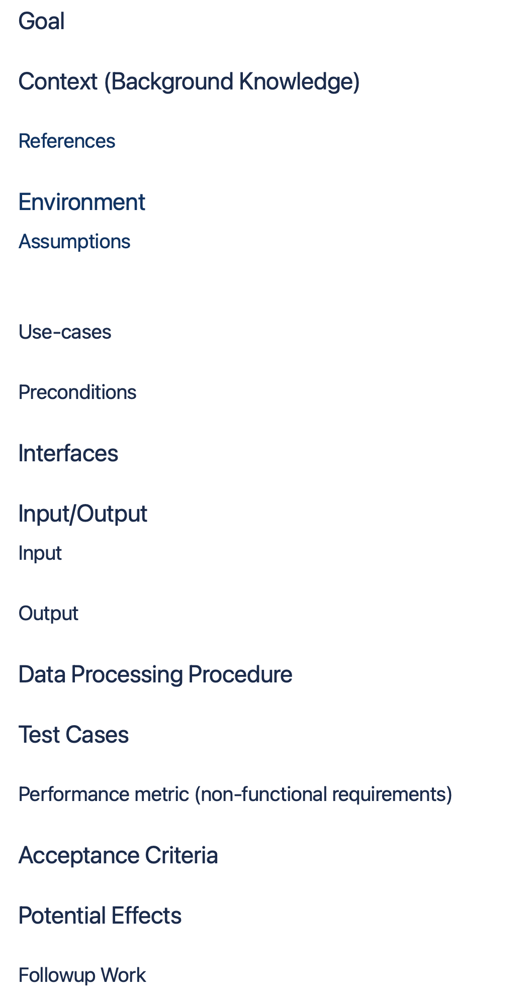 Goal
Context (Background Knowledge)
References
Environment
Assumptions
Use-cases
Preconditions
Interfaces
Input/Output
Input
Output
Data Processing Procedure
Test Cases
Performance metric (non-functional requirements)
Acceptance Criteria
Potential Effects
Followup Work